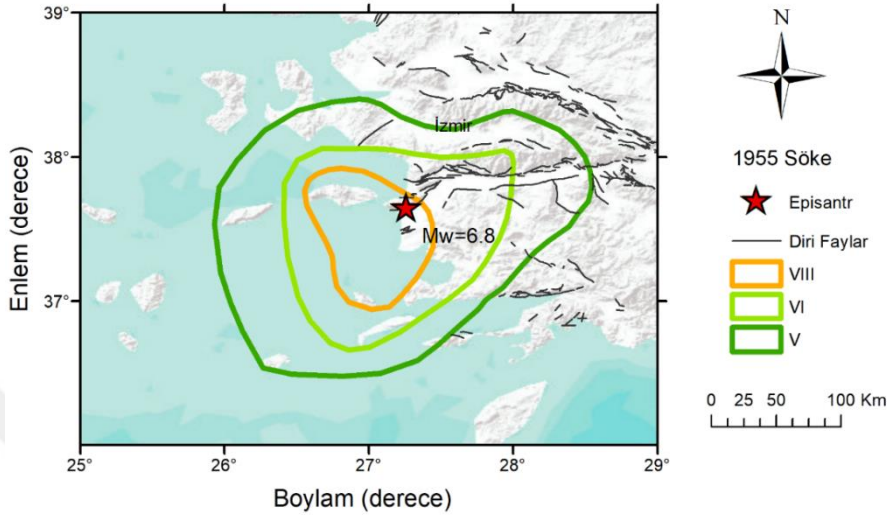 39°
38°
37°
Enlem (derece)
İzmir
Mw=6.8
25°
26°
27°
28°
29°
Boylam (derece)
N
1955 Söke
Episantr
Diri Faylar
VIII
VI
V
0 25 50 100 Km